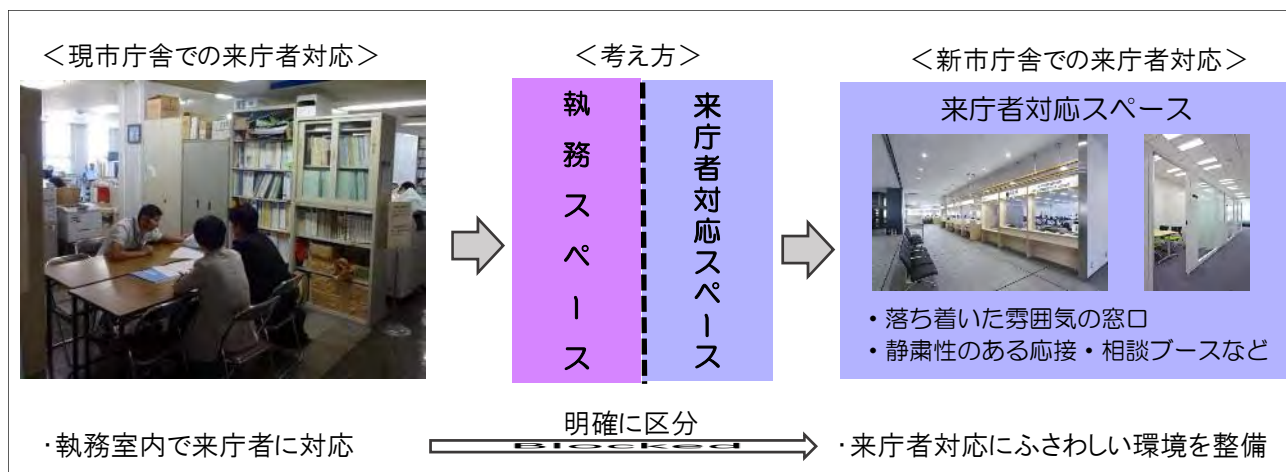 ＜現市庁舎での来庁者対応＞
＜考え方＞
＜新市庁舎での来庁者対応＞
執務スペース
来庁者対応スペース
来庁者対応スペース
・落ち着いた雰囲気の窓口
・静粛性のある応接・相談ブースなど
・執務室内で来庁者に対応
明確に区分
Blocked
・来庁者対応にふさわしい環境を整備